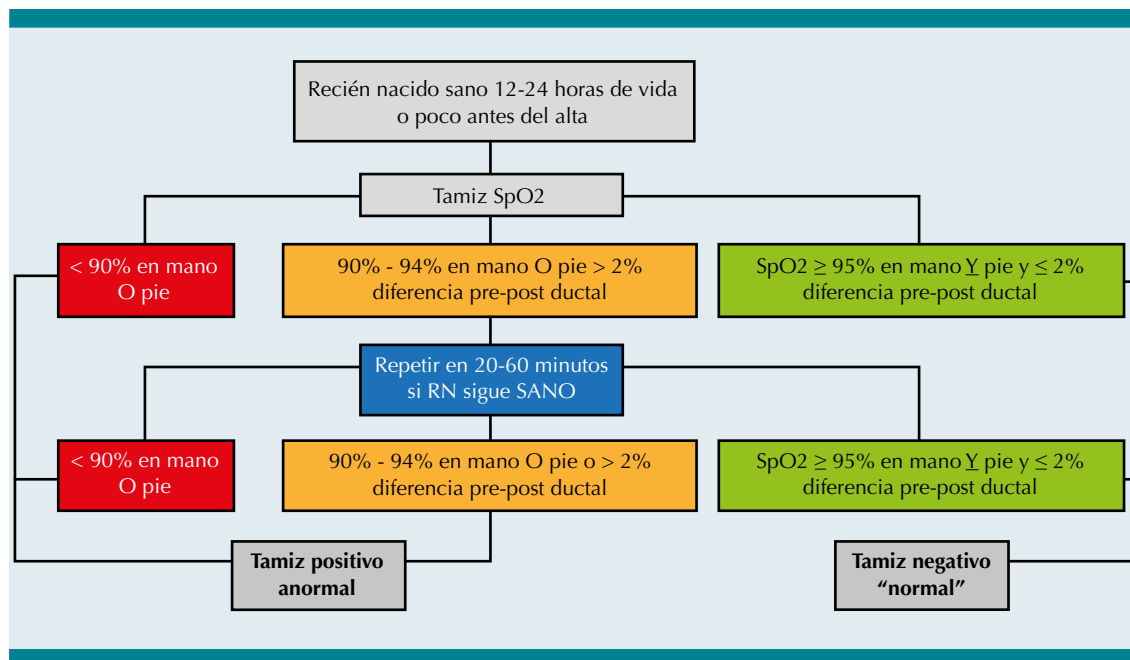 Recién nacido sano 12-24 horas de vida
o poco antes del alta
Tamiz SpO2
< 90% en mano
O pie
90% - 94% en mano O pie > 2%
diferencia pre-post ductal
SpO2 ≥ 95% en mano Y pie y ≤ 2%
diferencia pre-post ductal
Repetir en 20-60 minutos
si RN sigue SANO
< 90% en mano
O pie
90% - 94% en mano O pie o > 2%
diferencia pre-post ductal
SpO2 ≥ 95% en mano Y pie y ≤ 2%
diferencia pre-post ductal
Tamiz positivo
anormal
Tamiz negativo
“normal”